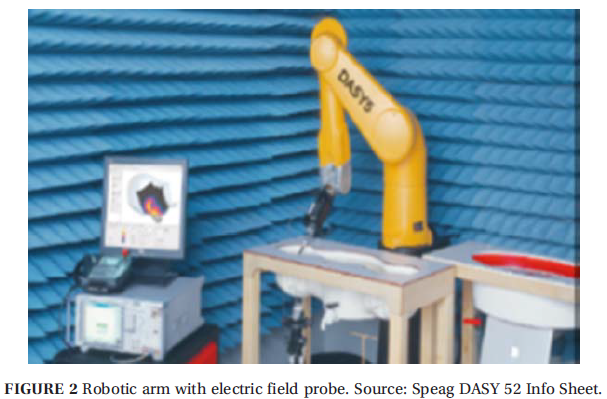 DASY5
FIGURE 2 Robotic arm with electric field probe. Source: Speag DASY 52 Info Sheet.